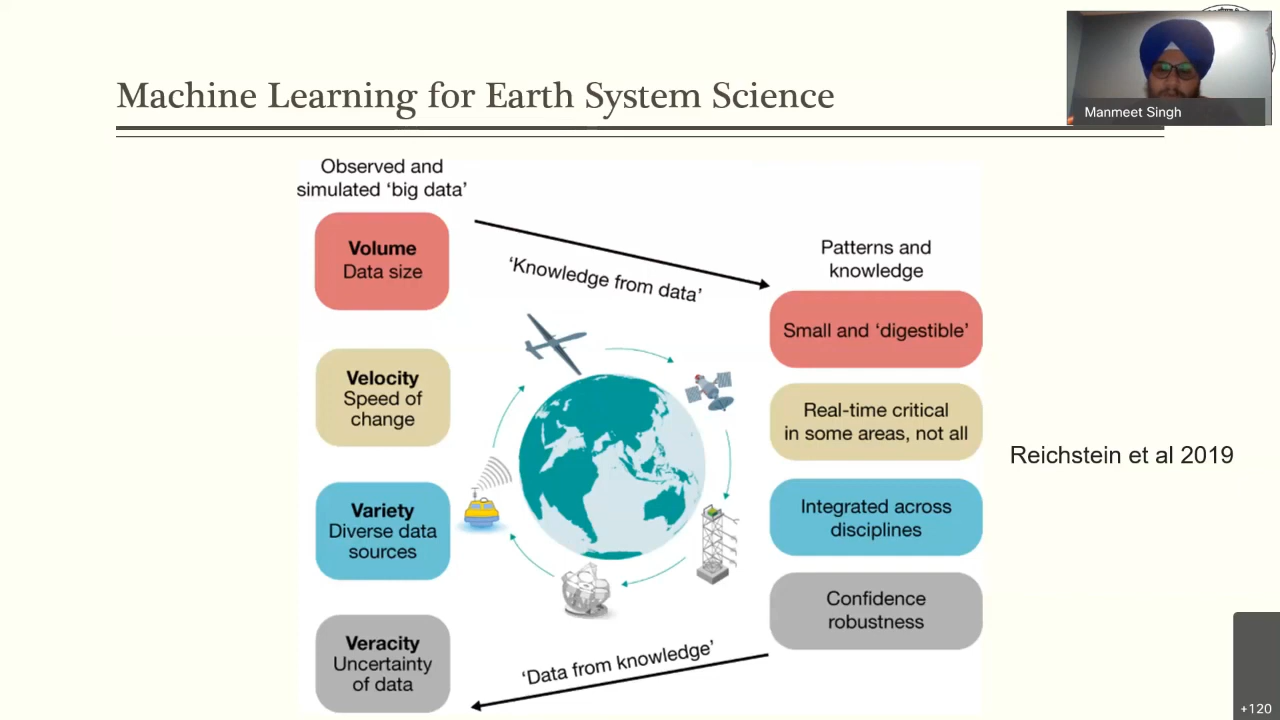 Machine Learning for Earth System Science
Manmeet Singh
Observed and
simulated ‘big data’
Volume
Data size
Velocity
Speed of
change
Variety
Diverse data
sources
Veracity
Uncertainty
of data
‘Knowledge from data’
‘Data from knowledge’
Patterns and
knowledge
Small and ‘digestible’
Real-time critical
in some areas, not all
Integrated across
disciplines
Confidence
robustness
Reichstein et al 2019
+120